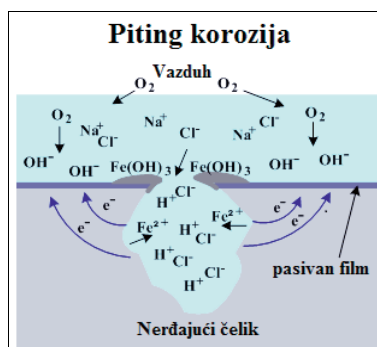 Piting korozija
Vazduh
O₂ O₂
O₂ Na⁺ Cl⁻ Na⁺ Cl⁻ Na⁺ Cl⁻ O₂
OH⁻ OH⁻ Fe(OH)₃ Fe(OH)₃ OH⁻ OH⁻
H⁺ Cl⁻
e⁻ e⁻ Fe²⁺ H⁺ Cl⁻ Fe²⁺ e⁻ e⁻
H⁺ Cl⁻
pasivan film
H⁺ Cl⁻
Nerđajući čelik